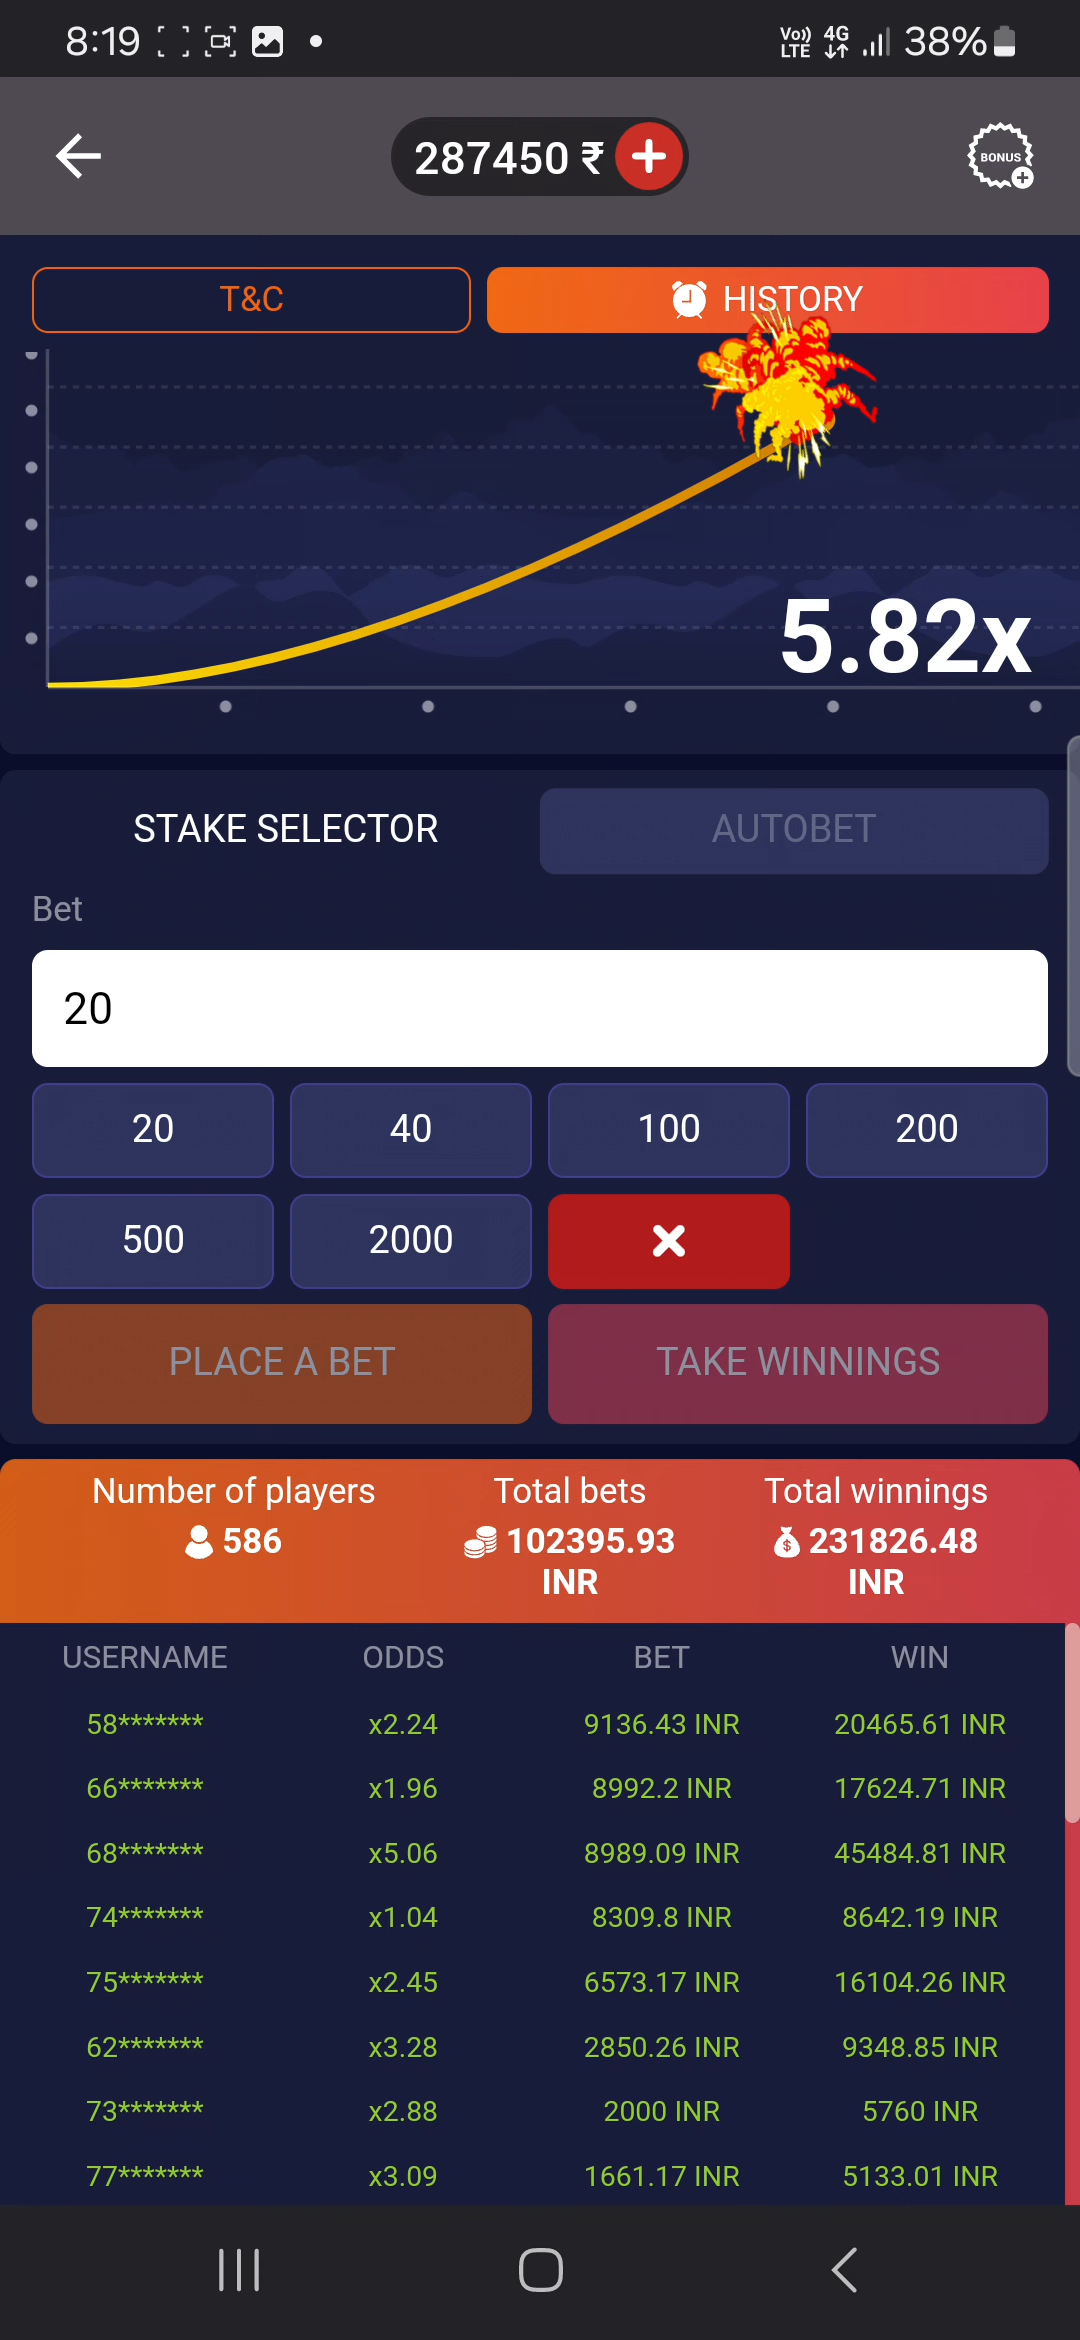 8:19 Vo)) LTE 4G 38%
287450 ₹
BONUS
T&C HISTORY
5.82x
STAKE SELECTOR AUTOBET
Bet
20
20 40 100 200
500 2000
PLACE A BET TAKE WINNINGS
Number of players Total bets Total winnings
586 102395.93 231826.48
INR INR
USERNAME ODDS BET WIN
58******* x2.24 9136.43 INR 20465.61 INR
66******* x1.96 8992.2 INR 17624.71 INR
68******* x5.06 8989.09 INR 45484.81 INR
74******* x1.04 8309.8 INR 8642.19 INR
75******* x2.45 6573.17 INR 16104.26 INR
62******* x3.28 2850.26 INR 9348.85 INR
73******* x2.88 2000 INR 5760 INR
77******* x3.09 1661.17 INR 5133.01 INR